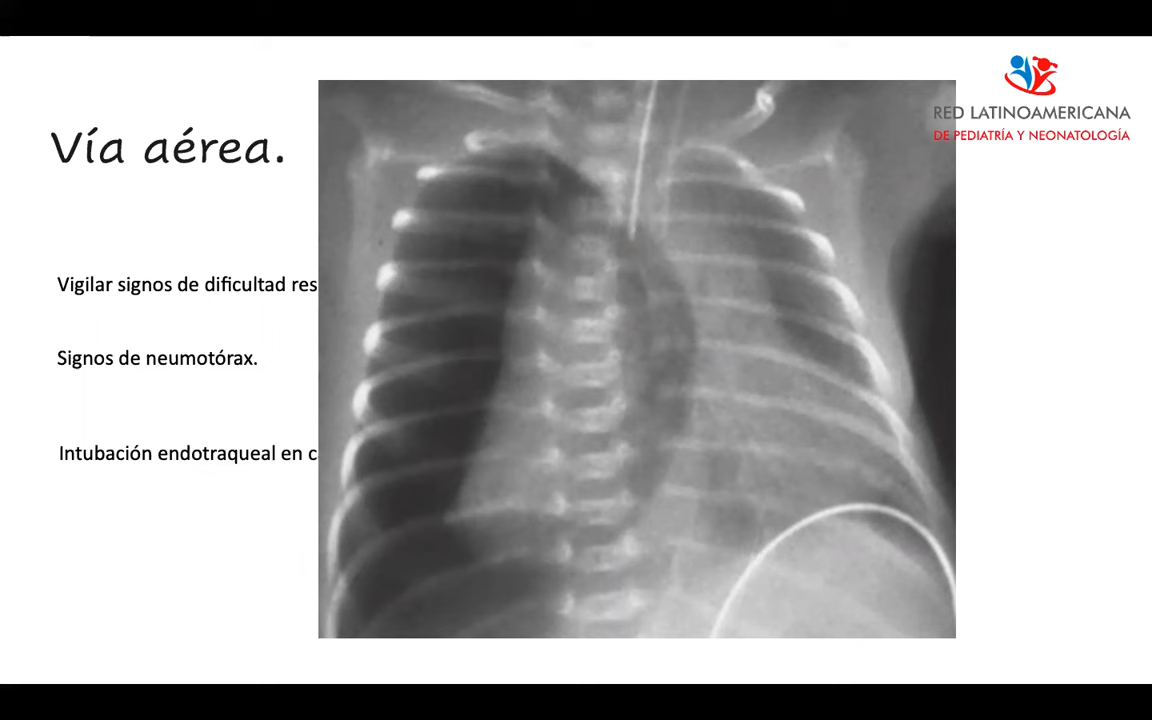 RED LATINOAMERICANA
DE PEDIATRÍA Y NEONATOLOGÍA
Vía aérea.
Vigilar signos de dificultad res
Signos de neumotórax.
Intubación endotraqueal en c